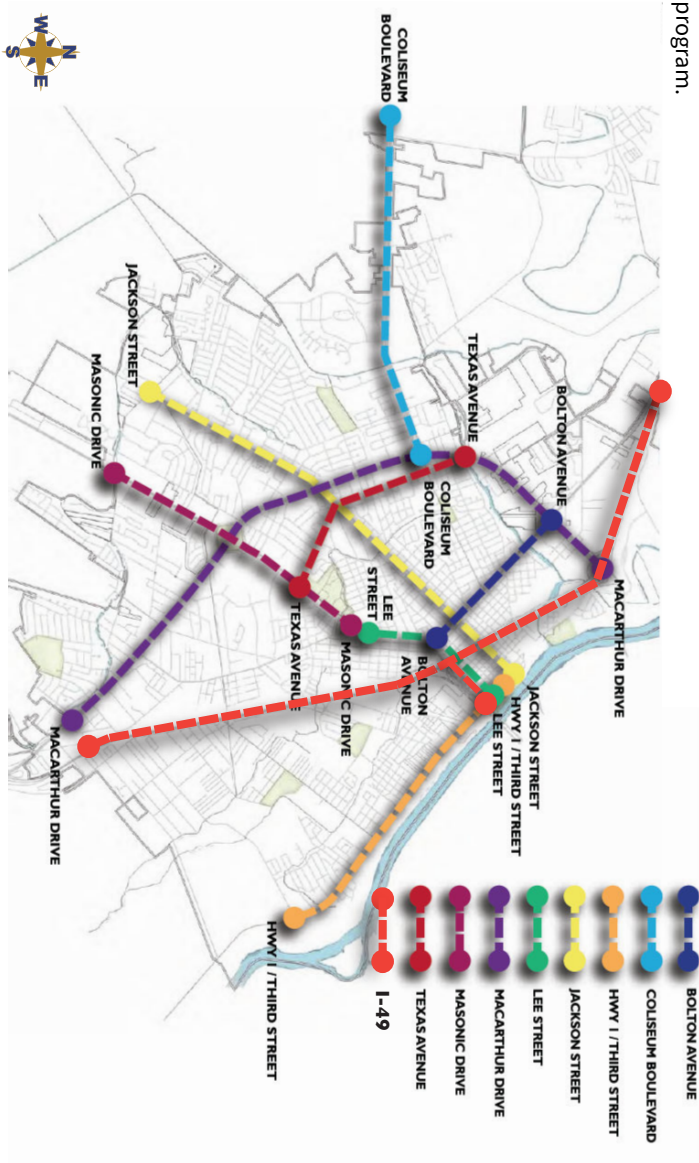 program.
COLISEUM
BOULEVARD
JACKSON STREET
MASONIC DRIVE
TEXAS AVENUE
BOLTON AVENUE
COLISEUM
BOULEVARD
MACARTHUR DRIVE
LEE
STREET
TEXAS AVENUE
MASONIC DRIVE
BOLTON
AVENUE
JACKSON STREET
HWY 1 / THIRD STREET
LEE STREET
MACARTHUR DRIVE
HWY 1 / THIRD STREET
N
W
E
S
BOLTON AVENUE
COLISEUM BOULEVARD
HWY 1 / THIRD STREET
JACKSON STREET
LEE STREET
MACARTHUR DRIVE
MASONIC DRIVE
TEXAS AVENUE
I-49